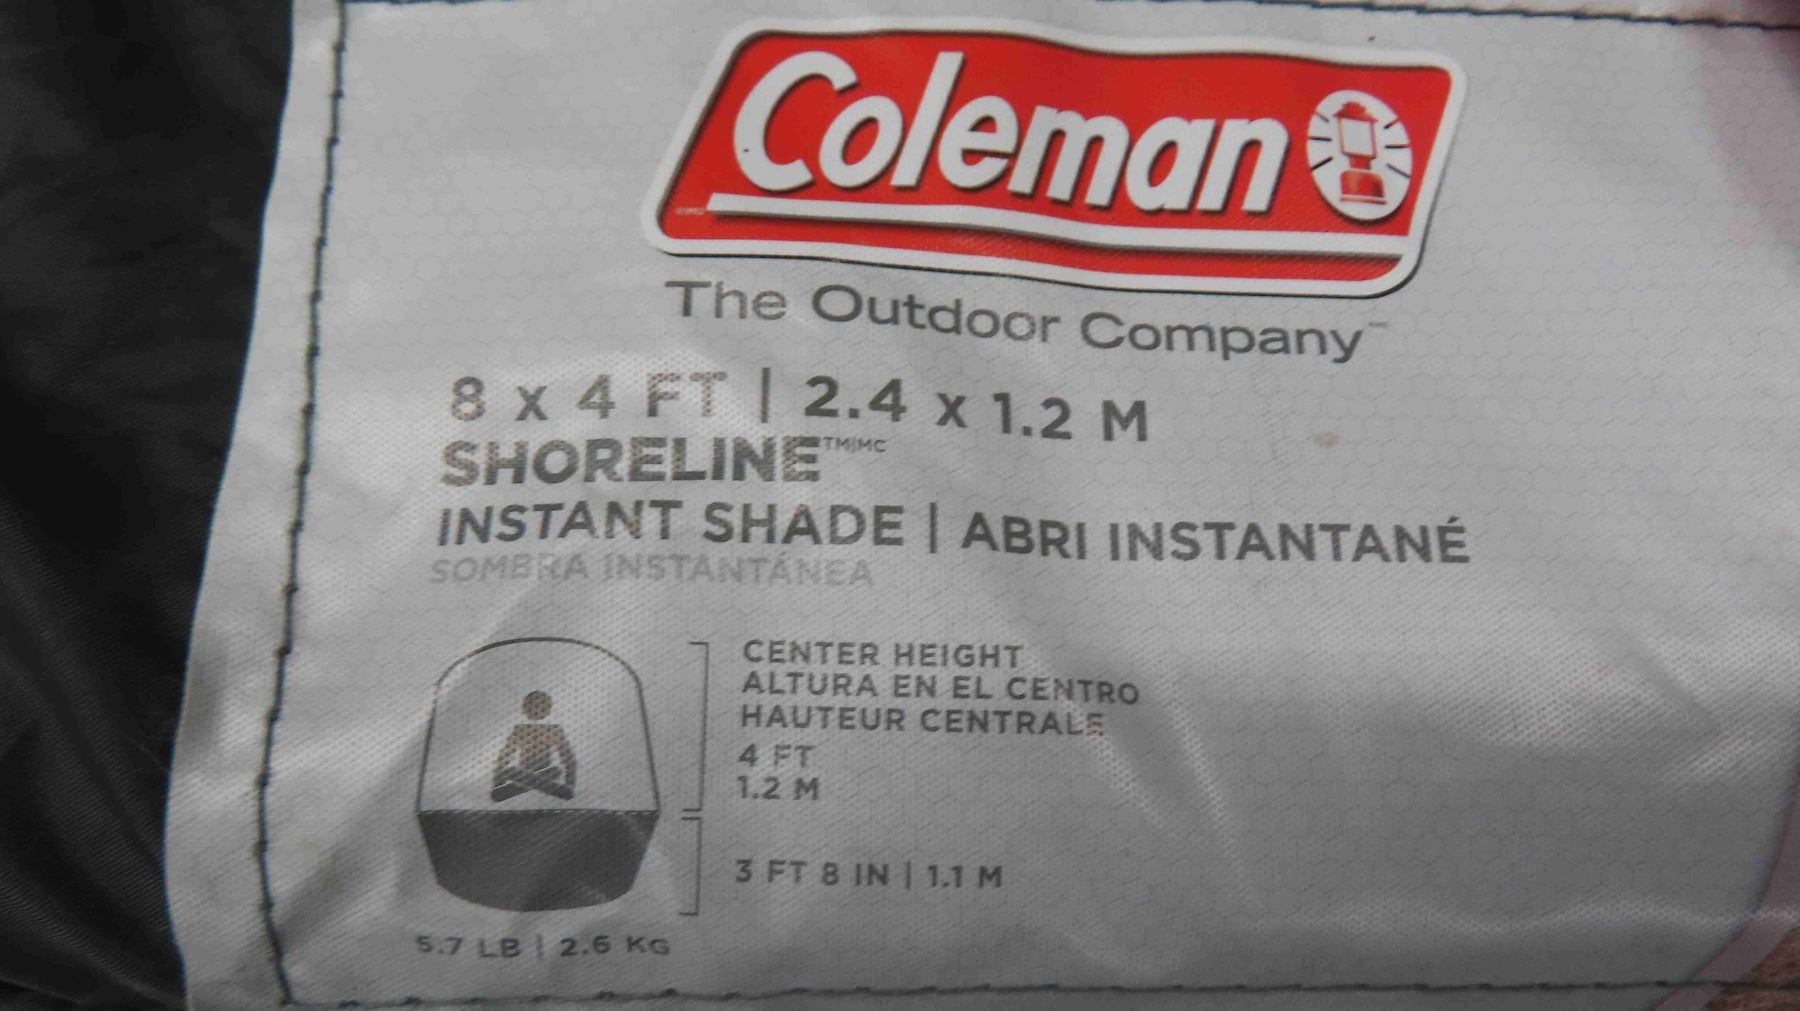 Coleman
The Outdoor Company™
8 x 4 FT | 2.4 x 1.2 M
SHORELINE™/MC
INSTANT SHADE | ABRI INSTANTANÉ
SOMBRA INSTANTÁNEA
CENTER HEIGHT
ALTURA EN EL CENTRO
HAUTEUR CENTRALE
4 FT
1.2 M
3 FT 8 IN | 1.1 M
5.7 LB | 2.6 KG